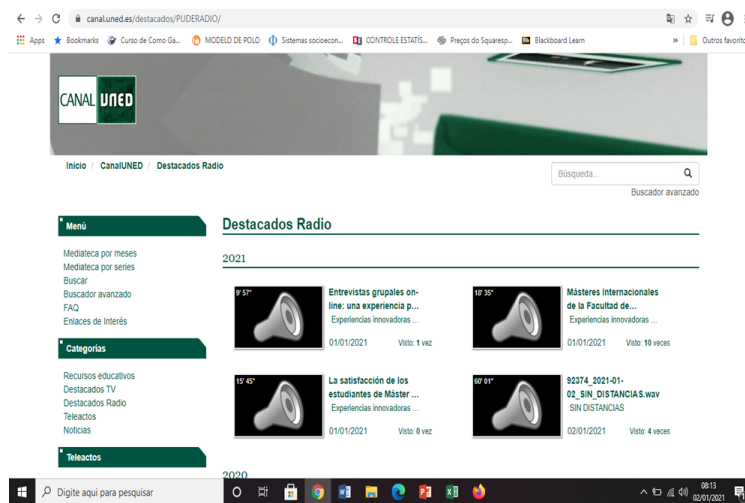 canal.uned.es/destacados/PUDERADIO/
Apps Bookmarks Curso de Como Ga... MODELO DE POLO Sistemas socioecon... CONTROLE ESTATÍS... Preços do Squaresp... Blackboard Learn » Outros favorito
CANAL UNED
Inicio / CanalUNED / Destacados Radio
Búsqueda...
Buscador avanzado
Menú
Mediateca por meses
Mediateca por series
Buscar
Buscador avanzado
FAQ
Enlaces de Interés
Categorías
Recursos educativos
Destacados TV
Destacados Radio
Teleactos
Noticias
Teleactos
Destacados Radio
2021
9' 57"
Entrevistas grupales on-
line: una experiencia p...
Experiencias innovadoras ...
01/01/2021 Visto: 1 vez
18' 35"
Másteres Internacionales
de la Facultad de...
Experiencias innovadoras ...
01/01/2021 Visto: 10 veces
15' 45"
La satisfacción de los
estudiantes de Máster ...
Experiencias innovadoras ...
01/01/2021 Visto: 0 vez
60' 01"
92374_2021-01-
02_SIN_DISTANCIAS.wav
SIN DISTANCIAS
02/01/2021 Visto: 4 veces
2020
Digite aqui para pesquisar
08:13
02/01/2021